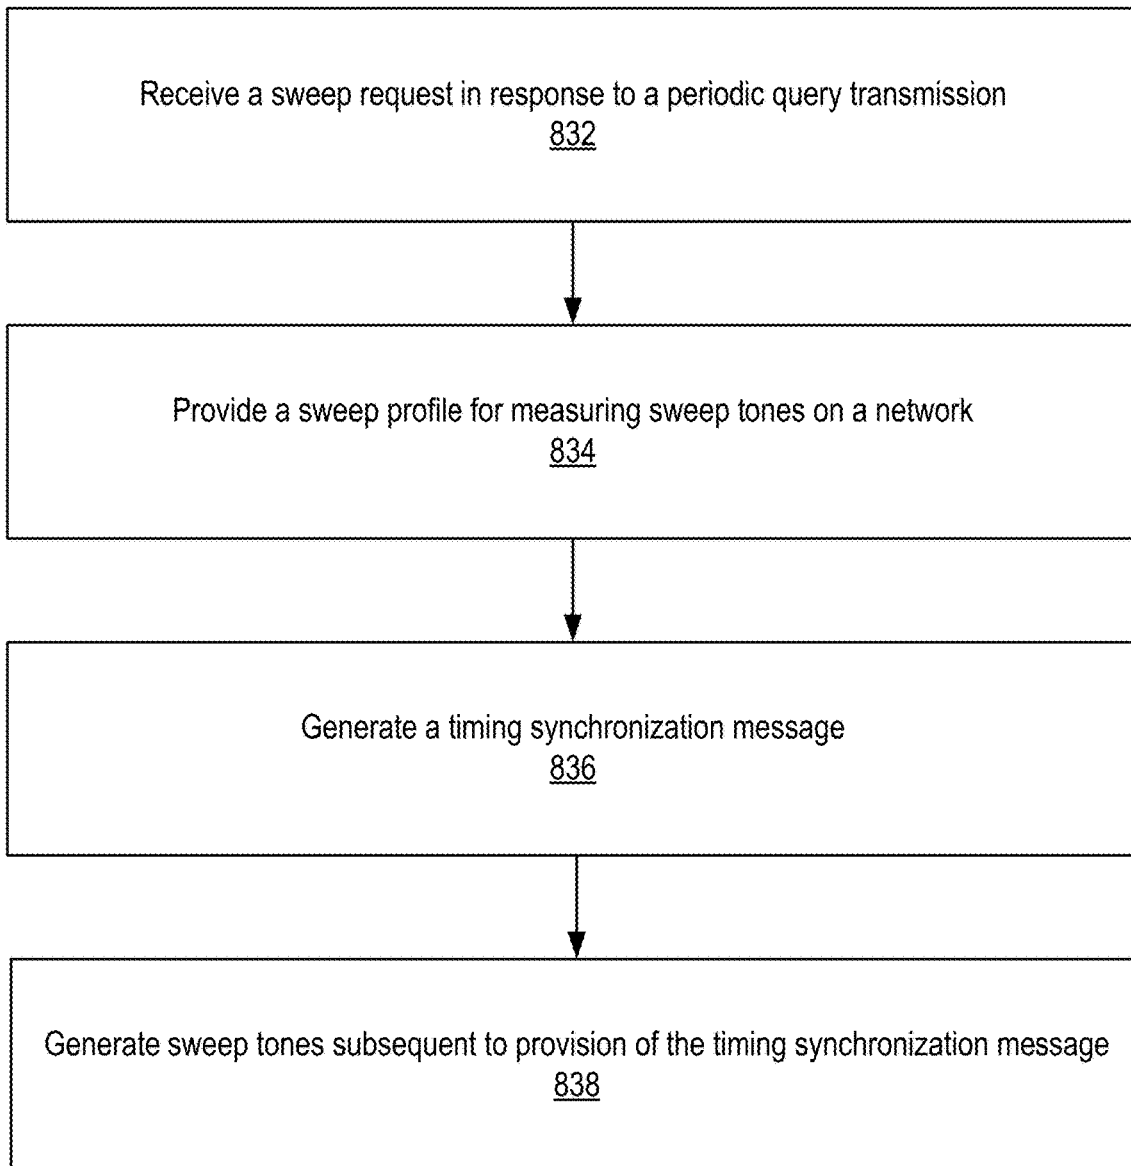 Receive a sweep request in response to a periodic query transmission
832
Provide a sweep profile for measuring sweep tones on a network
834
Generate a timing synchronization message
836
Generate sweep tones subsequent to provision of the timing synchronization message
838